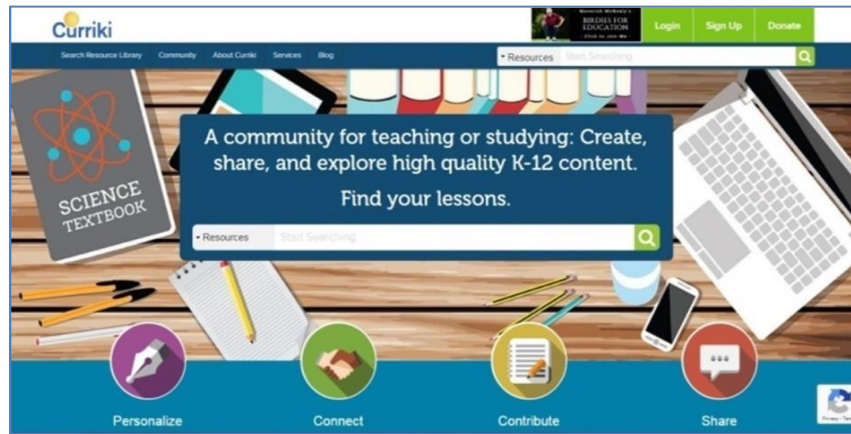 Curriki
BIRDIES FOR
EDUCATION
Login Sign Up Donate
Search Resource Library Community About Curriki Services Blog
Resources Start Searching
SCIENCE
TEXTBOOK
A community for teaching or studying: Create,
share, and explore high quality K-12 content.
Find your lessons.
Resources Start Searching
Personalize Connect Contribute Share